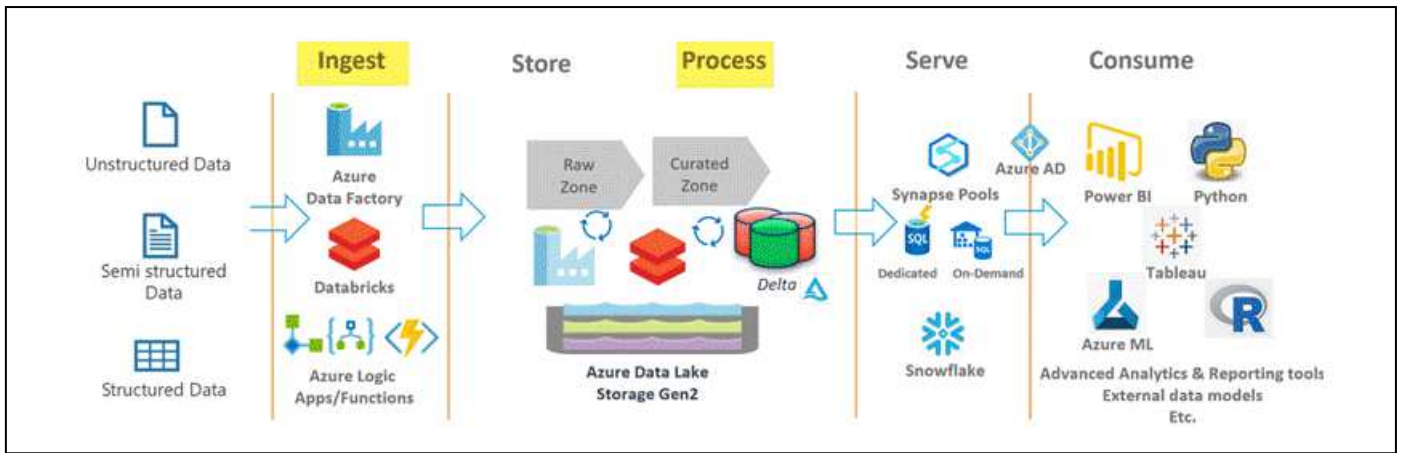 Ingest
Store
Process
Serve
Consume
Unstructured Data
Semi structured
Data
Structured Data
Azure
Data Factory
Databricks
Azure Logic
Apps/Functions
Raw
Zone
Curated
Zone
Delta
Azure Data Lake
Storage Gen2
Synapse Pools
SQL
SQL
Dedicated
On-Demand
Snowflake
Azure AD
Power BI
Python
Tableau
Azure ML
R
Advanced Analytics & Reporting tools
External data models
Etc.